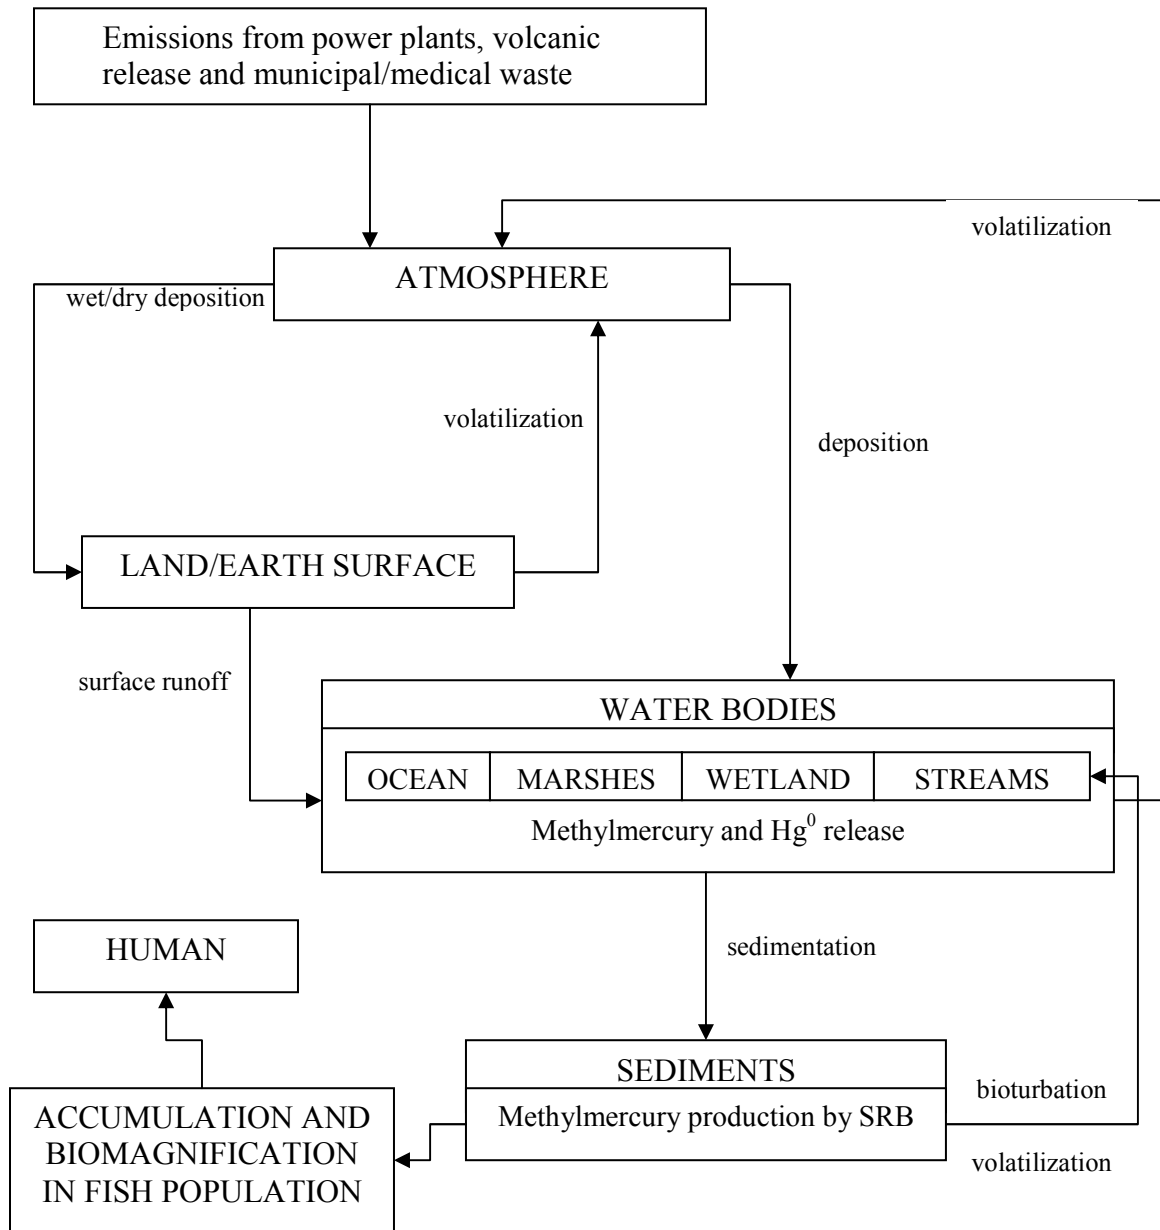 Emissions from power plants, volcanic
release and municipal/medical waste
volatilization
ATMOSPHERE
wet/dry deposition
volatilization
deposition
LAND/EARTH SURFACE
surface runoff
WATER BODIES
OCEAN MARSHES WETLAND STREAMS
Methylmercury and Hg⁰ release
HUMAN
sedimentation
SEDIMENTS
Methylmercury production by SRB
bioturbation
volatilization
ACCUMULATION AND
BIOMAGNIFICATION
IN FISH POPULATION